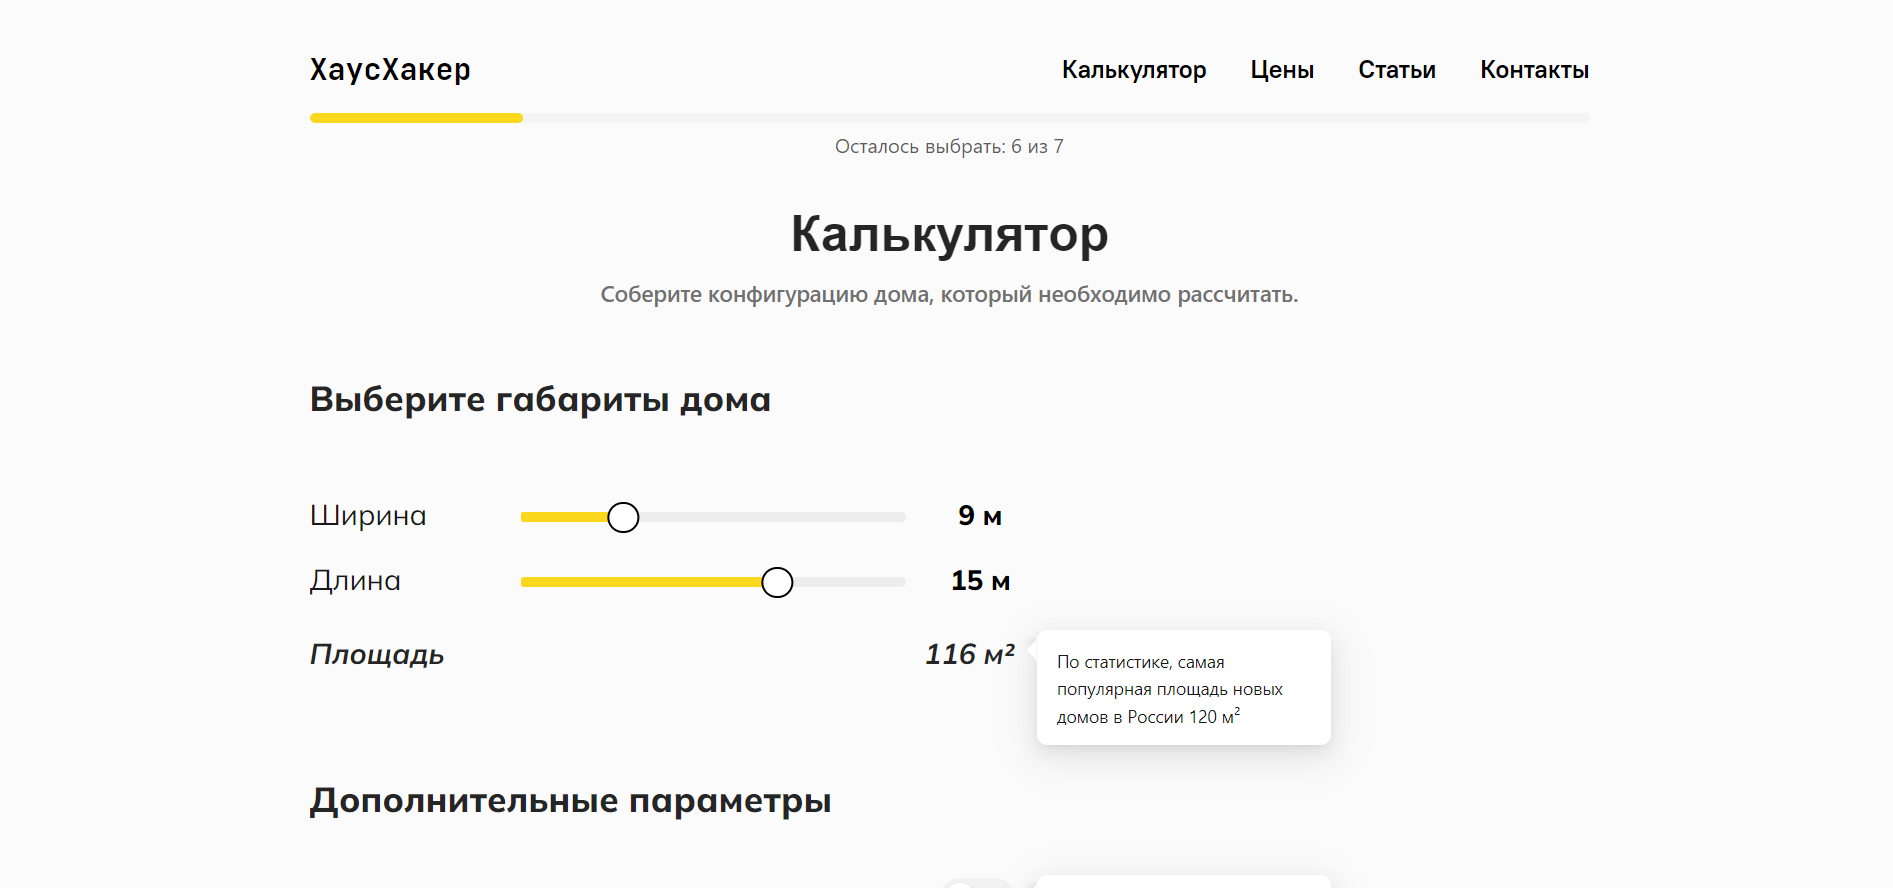 ХаусХакер
Калькулятор Цены Статьи Контакты
Осталось выбрать: 6 из 7
Калькулятор
Соберите конфигурацию дома, который необходимо рассчитать.
Выберите габариты дома
Ширина 9 м
Длина 15 м
Площадь 116 м²
По статистике, самая
популярная площадь новых
домов в России 120 м²
Дополнительные параметры